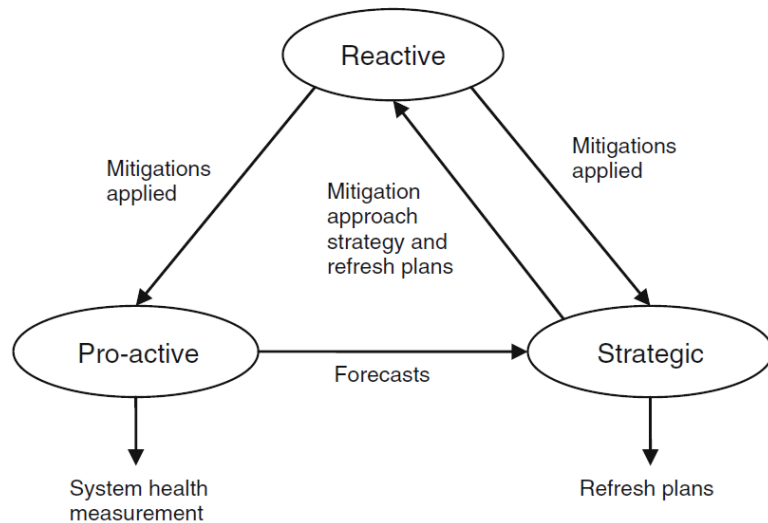 Reactive
Mitigations
applied
Mitigations
applied
Mitigation
approach
strategy and
refresh plans
Pro-active
Strategic
Forecasts
System health
measurement
Refresh plans